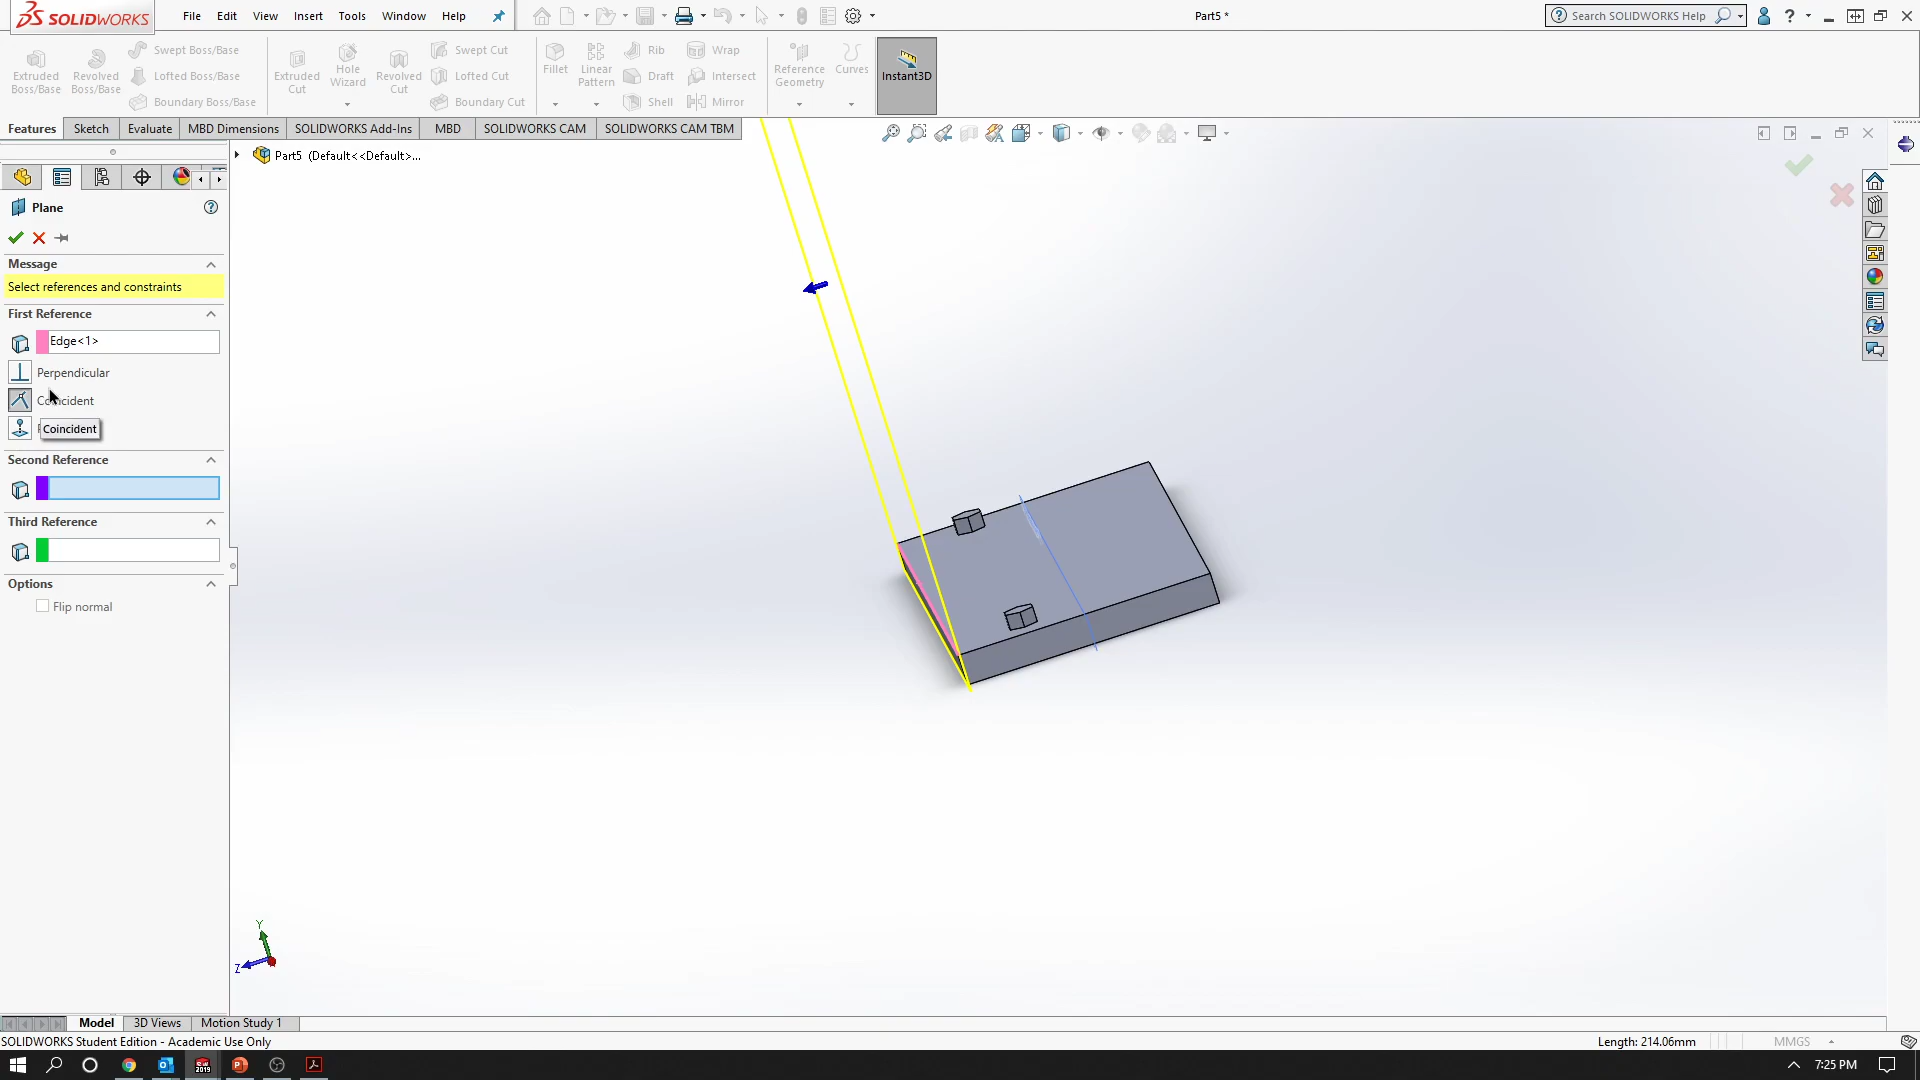 SOLIDWORKS File Edit View Insert Tools Window Help Part5 * Search SOLIDWORKS Help
Extruded Boss/Base
Revolved Boss/Base
Swept Boss/Base
Lofted Boss/Base
Boundary Boss/Base
Extruded Cut
Hole Wizard
Revolved Cut
Swept Cut
Lofted Cut
Boundary Cut
Fillet
Linear Pattern
Rib
Draft
Shell
Wrap
Intersect
Mirror
Reference Geometry
Curves
Instant3D
Features Sketch Evaluate MBD Dimensions SOLIDWORKS Add-Ins MBD SOLIDWORKS CAM SOLIDWORKS CAM TBM
Part5 (Default<<Default>...
Plane
Message
Select references and constraints
First Reference
Edge<1>
Perpendicular
Coincident
Coincident
Second Reference
Third Reference
Options
Flip normal
Y
Z
Model 3D Views Motion Study 1
SOLIDWORKS Student Edition - Academic Use Only Length: 214.06mm MMGS
7:25 PM